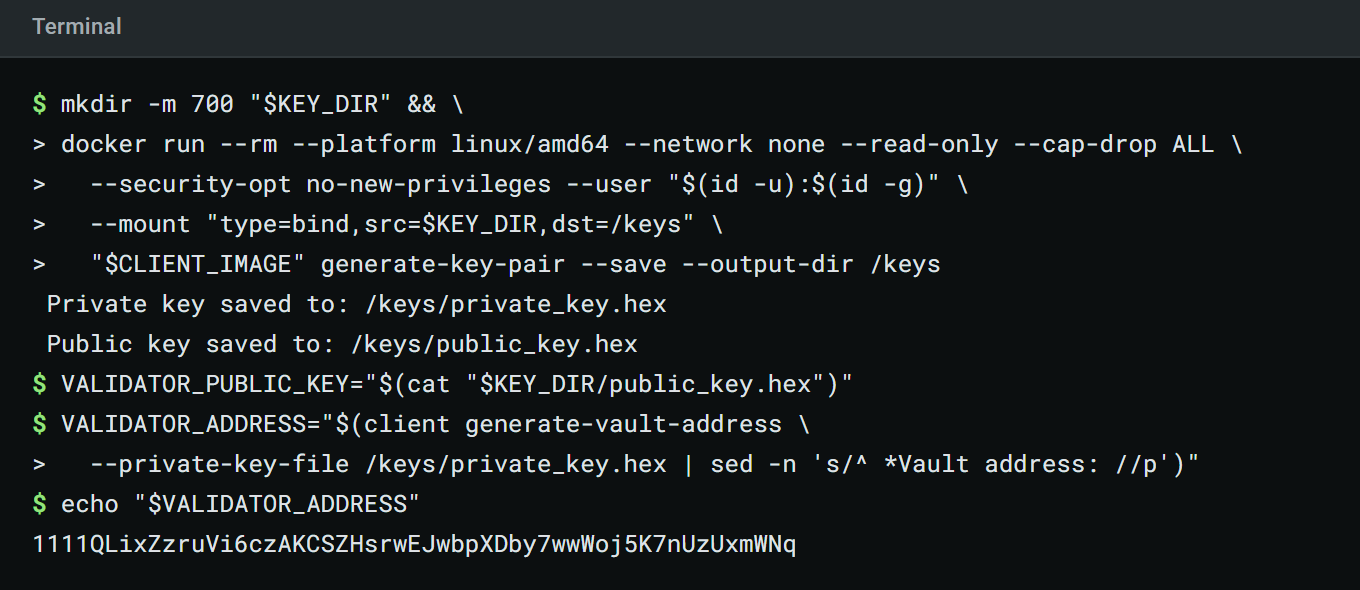 Terminal
$ mkdir -m 700 "$KEY_DIR" && \
> docker run --rm --platform linux/amd64 --network none --read-only --cap-drop ALL \
>   --security-opt no-new-privileges --user "$(id -u):$(id -g)" \
>   --mount "type=bind,src=$KEY_DIR,dst=/keys" \
>   "$CLIENT_IMAGE" generate-key-pair --save --output-dir /keys
 Private key saved to: /keys/private_key.hex
 Public key saved to: /keys/public_key.hex
$ VALIDATOR_PUBLIC_KEY="$(cat "$KEY_DIR/public_key.hex")"
$ VALIDATOR_ADDRESS="$(client generate-vault-address \
>   --private-key-file /keys/private_key.hex | sed -n 's/^ *Vault address: //p')"
$ echo "$VALIDATOR_ADDRESS"
1111QLixZzruVi6czAKCSZHsrwEJwbpXDby7wwWoj5K7nUzUxmWNq